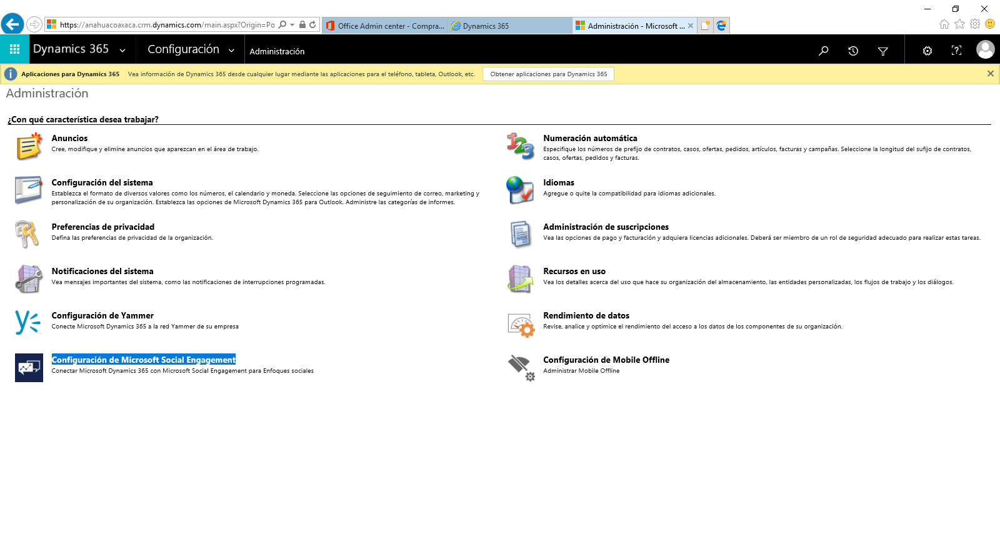 https://anahuacoaxaca.crm.dynamics.com/main.aspx?Origin=Po
Office Admin center - Compra...
Dynamics 365
Administración - Microsoft ...
Dynamics 365
Configuración
Administración
Aplicaciones para Dynamics 365 Vea información de Dynamics 365 desde cualquier lugar mediante las aplicaciones para el teléfono, tableta, Outlook, etc.
Obtener aplicaciones para Dynamics 365
Administración
¿Con qué característica desea trabajar?
Anuncios
Cree, modifique y elimine anuncios que aparezcan en el área de trabajo.
Numeración automática
Especifique los números de prefijo de contratos, casos, ofertas, pedidos, artículos, facturas y campañas. Seleccione la longitud del sufijo de contratos,
casos, ofertas, pedidos y facturas.
Configuración del sistema
Establezca el formato de diversos valores como los números, el calendario y moneda. Seleccione las opciones de seguimiento de correo, marketing y
personalización de su organización. Establezca las opciones de Microsoft Dynamics 365 para Outlook. Administre las categorías de informes.
Idiomas
Agregue o quite la compatibilidad para idiomas adicionales.
Preferencias de privacidad
Defina las preferencias de privacidad de la organización.
Administración de suscripciones
Vea las opciones de pago y facturación y adquiera licencias adicionales. Deberá ser miembro de un rol de seguridad adecuado para realizar estas tareas.
Notificaciones del sistema
Vea mensajes importantes del sistema, como las notificaciones de interrupciones programadas.
Recursos en uso
Vea los detalles acerca del uso que hace su organización del almacenamiento, las entidades personalizadas, los flujos de trabajo y los diálogos.
Configuración de Yammer
Conecte Microsoft Dynamics 365 a la red Yammer de su empresa
Rendimiento de datos
Revise, analice y optimice el rendimiento del acceso a los datos de los componentes de su organización.
Configuración de Microsoft Social Engagement
Conectar Microsoft Dynamics 365 con Microsoft Social Engagement para Enfoques sociales
Configuración de Mobile Offline
Administrar Mobile Offline